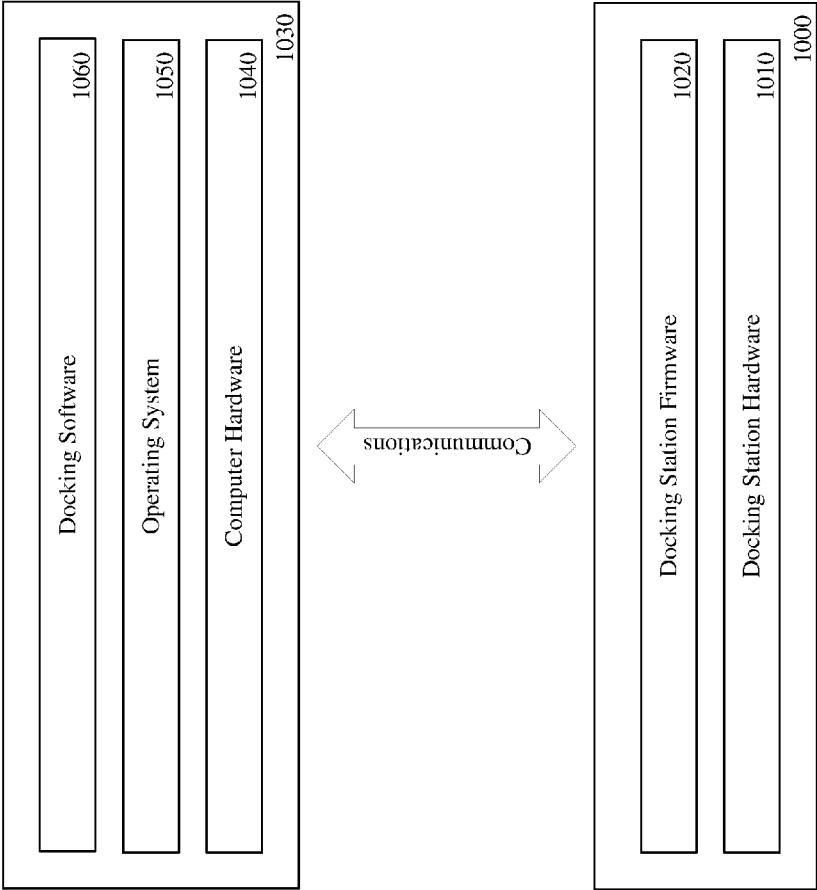 Docking Software
1060
Operating System
1050
Computer Hardware
1040
1030
Communications
Docking Station Firmware
1020
Docking Station Hardware
1010
1000